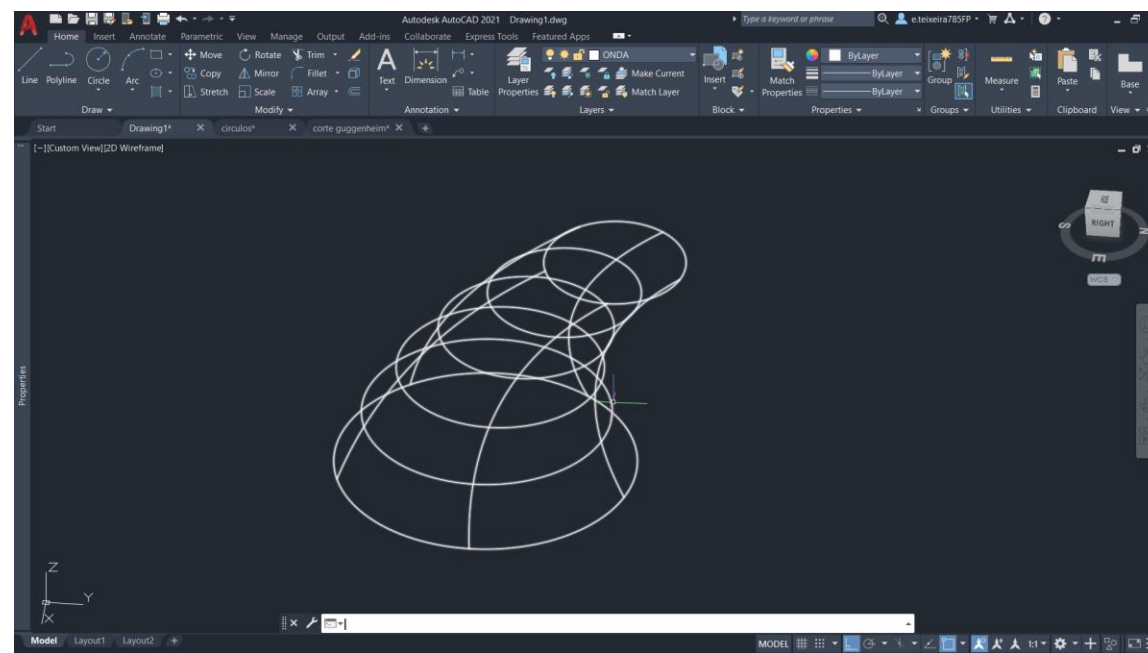 Autodesk AutoCAD 2021 Drawing1.dwg
Type a keyword or phrase
e.teixeira785FP
Home Insert Annotate Parametric View Manage Output Add-ins Collaborate Express Tools Featured Apps
Line Polyline Circle Arc
Move Rotate Trim
Copy Mirror Fillet
Stretch Scale Array
Text Dimension
Table
Layer Properties
ONDA
Make Current
Match Layer
Insert
Match Properties
ByLayer
ByLayer
ByLayer
Group
Measure
Paste
Base
Draw Modify Annotation Layers Block Properties Groups Utilities Clipboard View
Start Drawing1* circulos* corte guggenheim*
[−][Custom View][2D Wireframe]
RIGHT
S
N
E
WCS
Properties
Z
Y
X
Model Layout1 Layout2
MODEL
1:1